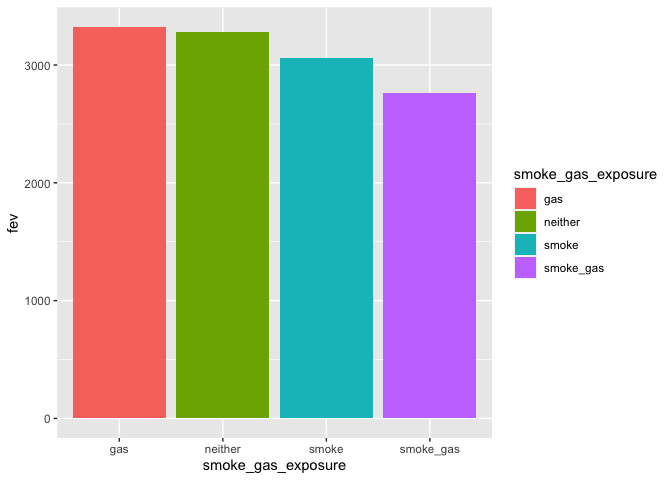 fev
3000
2000
1000
0
gas neither smoke smoke_gas
smoke_gas_exposure
smoke_gas_exposure
gas
neither
smoke
smoke_gas